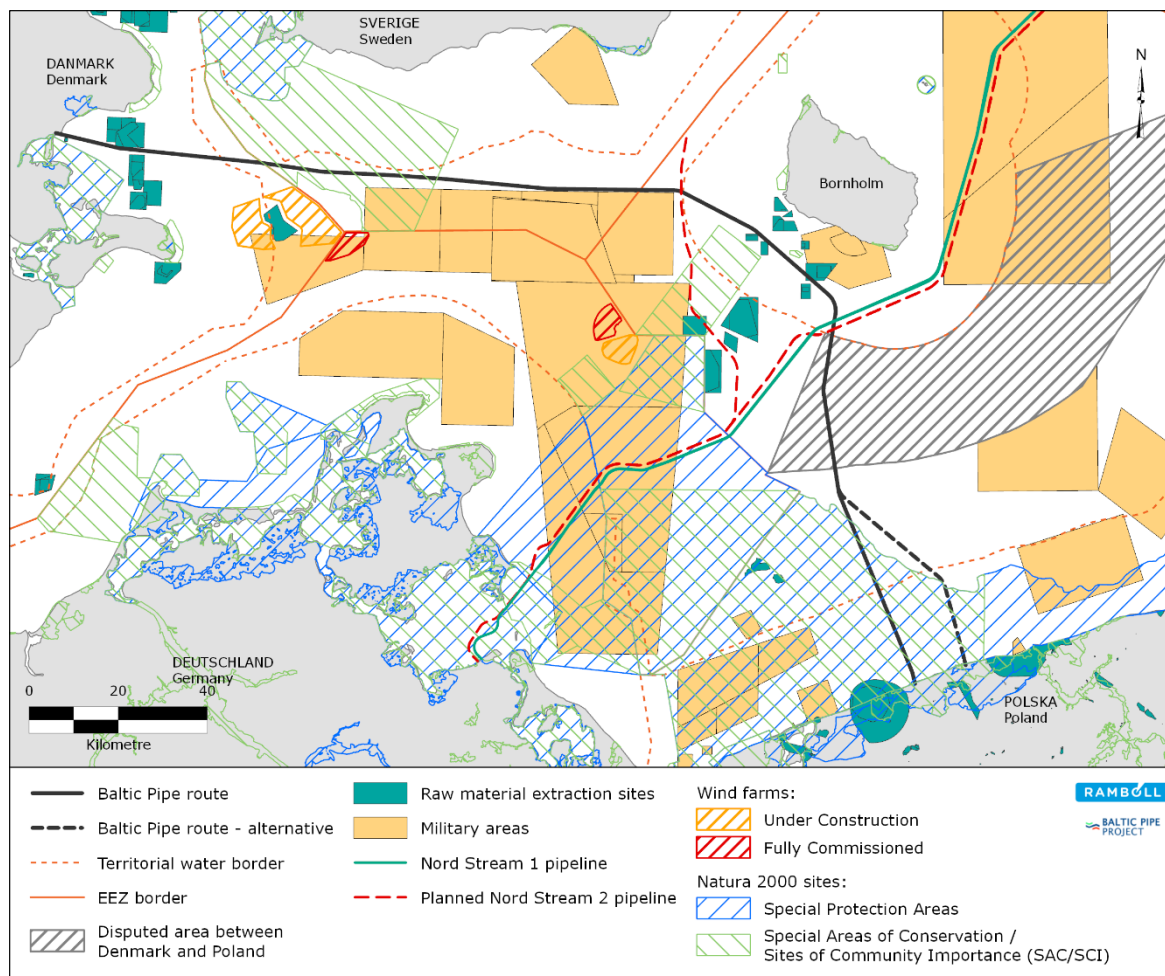 SVERIGE
Sweden
DANMARK
Denmark
N
Bornholm
DEUTSCHLAND
Germany
0 20 40
Kilometre
POLSKA
Poland
Baltic Pipe route
Baltic Pipe route - alternative
Territorial water border
EEZ border
Disputed area between
Denmark and Poland
Raw material extraction sites
Military areas
Nord Stream 1 pipeline
Planned Nord Stream 2 pipeline
Wind farms:
Under Construction
Fully Commissioned
Natura 2000 sites:
Special Protection Areas
Special Areas of Conservation /
Sites of Community Importance (SAC/SCI)
RAMBOLL
BALTIC PIPE
PROJECT